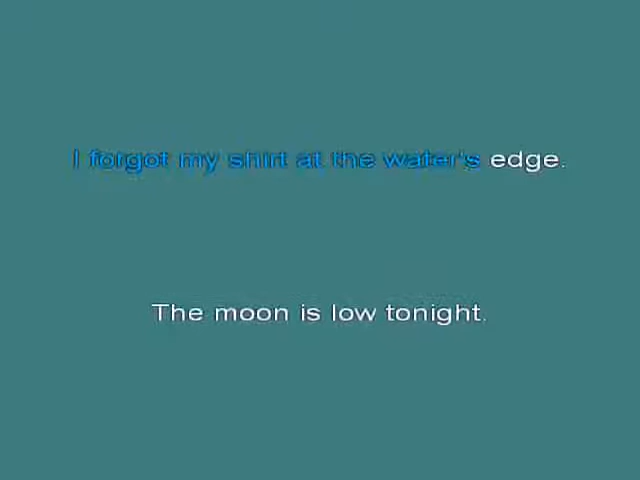 I forgot my shirt at the water's edge.
The moon is low tonight.